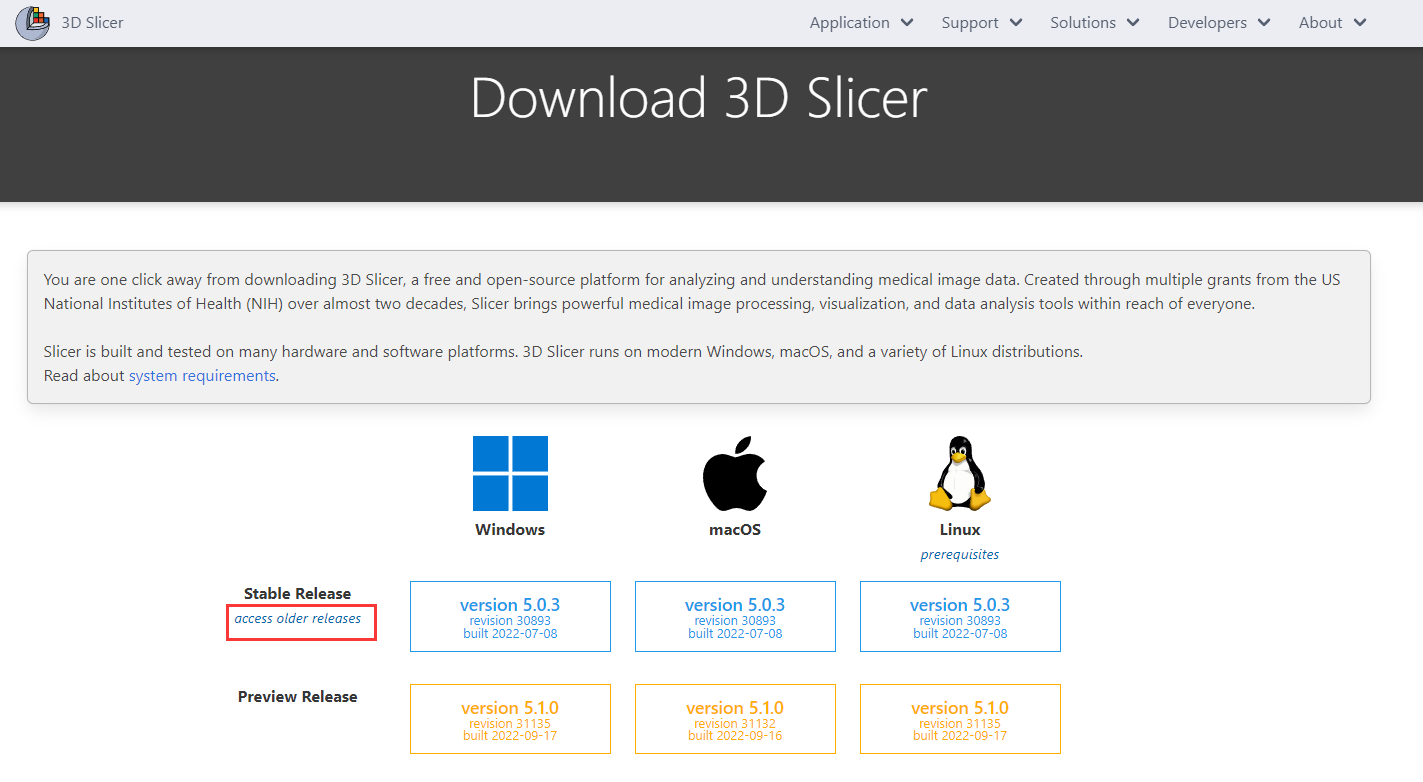 3D Slicer
Application
Support
Solutions
Developers
About
Download 3D Slicer
You are one click away from downloading 3D Slicer, a free and open-source platform for analyzing and understanding medical image data. Created through multiple grants from the US
National Institutes of Health (NIH) over almost two decades, Slicer brings powerful medical image processing, visualization, and data analysis tools within reach of everyone.
Slicer is built and tested on many hardware and software platforms. 3D Slicer runs on modern Windows, macOS, and a variety of Linux distributions.
Read about system requirements.
Windows
macOS
Linux
prerequisites
Stable Release
access older releases
version 5.0.3
revision 30893
built 2022-07-08
version 5.0.3
revision 30893
built 2022-07-08
version 5.0.3
revision 30893
built 2022-07-08
Preview Release
version 5.1.0
revision 31135
built 2022-09-17
version 5.1.0
revision 31132
built 2022-09-16
version 5.1.0
revision 31135
built 2022-09-17